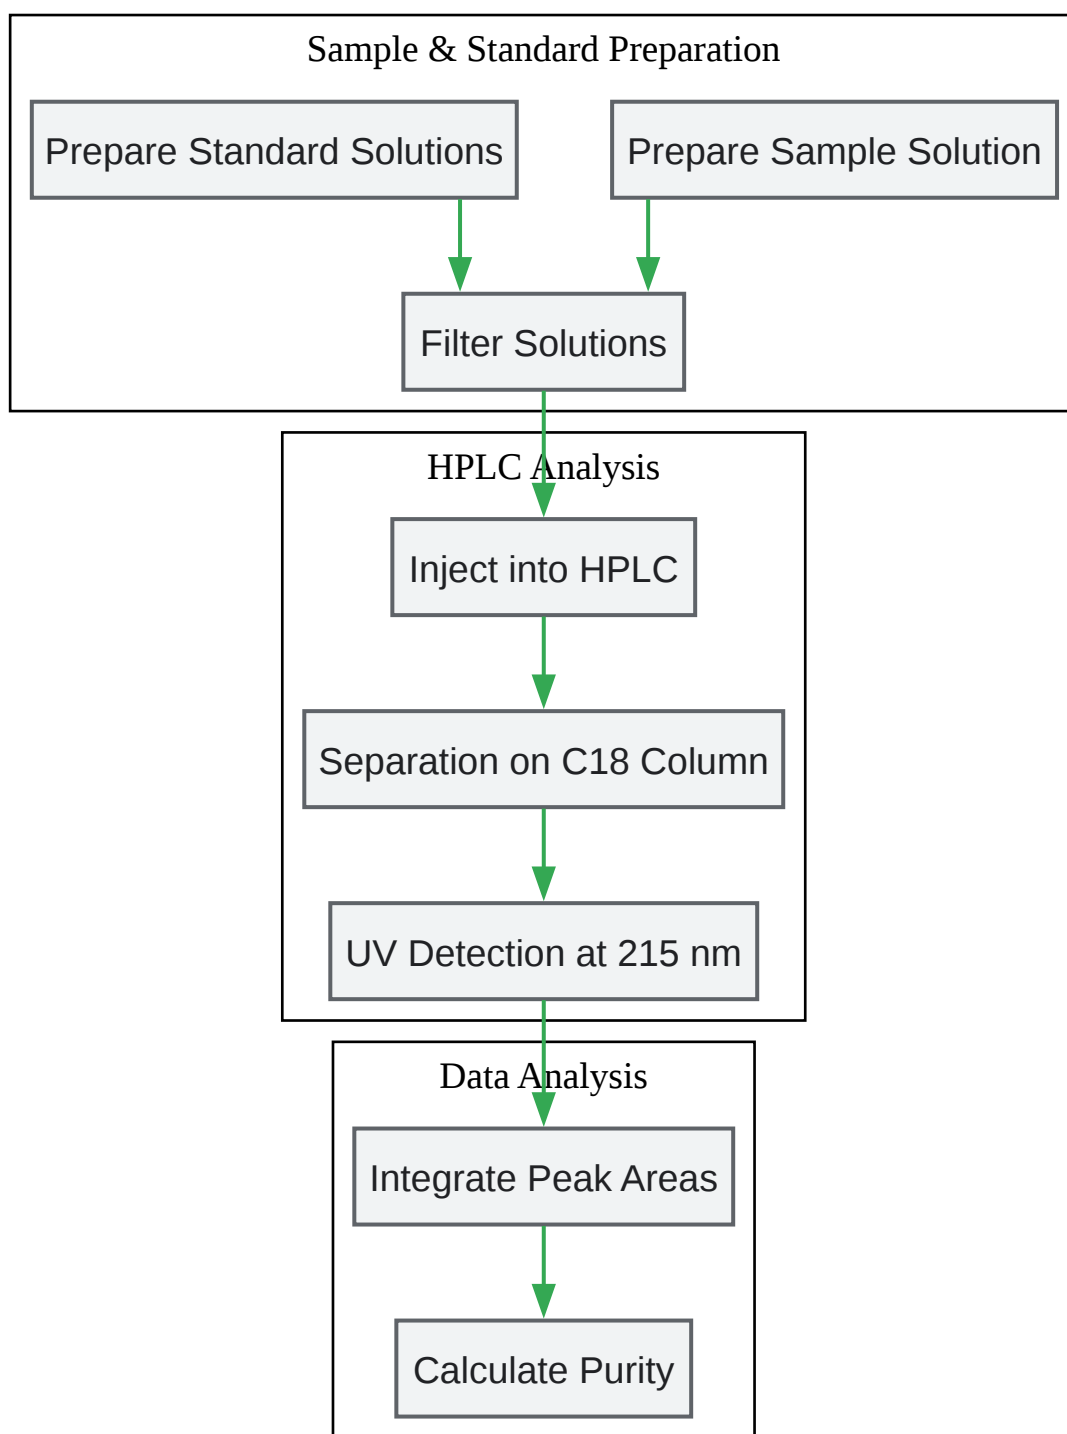 Sample & Standard Preparation
Prepare Standard Solutions
Prepare Sample Solution
Filter Solutions
HPLC Analysis
Inject into HPLC
Separation on C18 Column
UV Detection at 215 nm
Data Analysis
Integrate Peak Areas
Calculate Purity